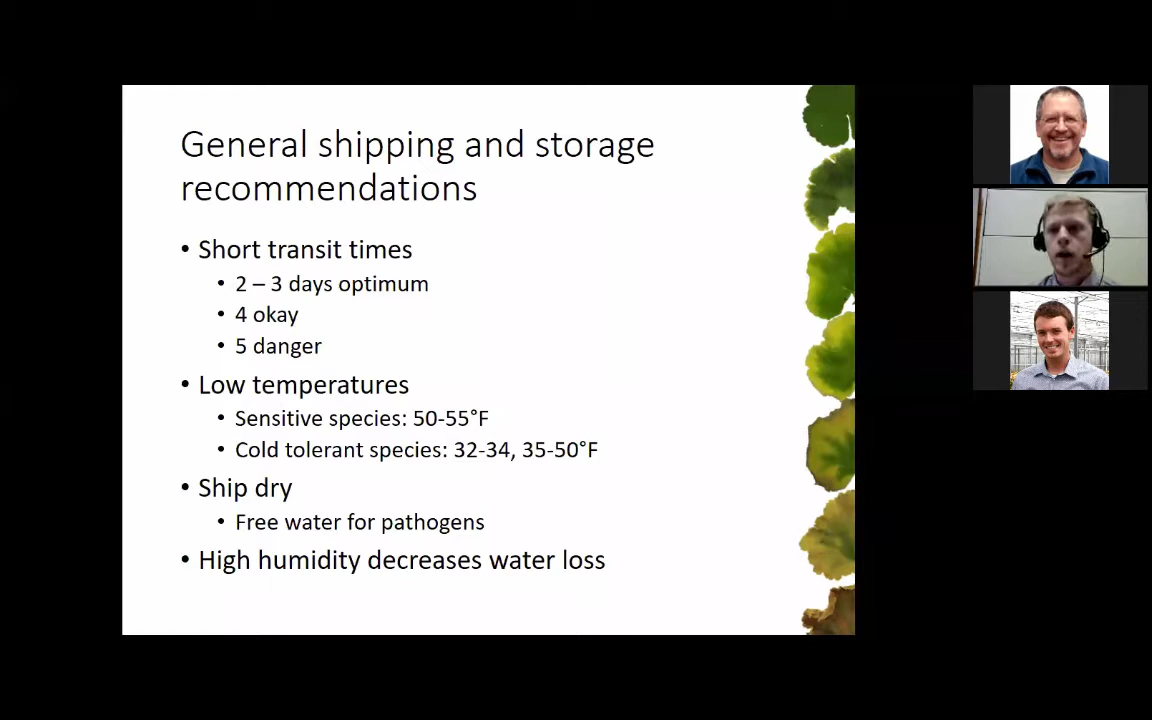 General shipping and storage
recommendations
• Short transit times
• 2 – 3 days optimum
• 4 okay
• 5 danger
• Low temperatures
• Sensitive species: 50-55°F
• Cold tolerant species: 32-34, 35-50°F
• Ship dry
• Free water for pathogens
• High humidity decreases water loss